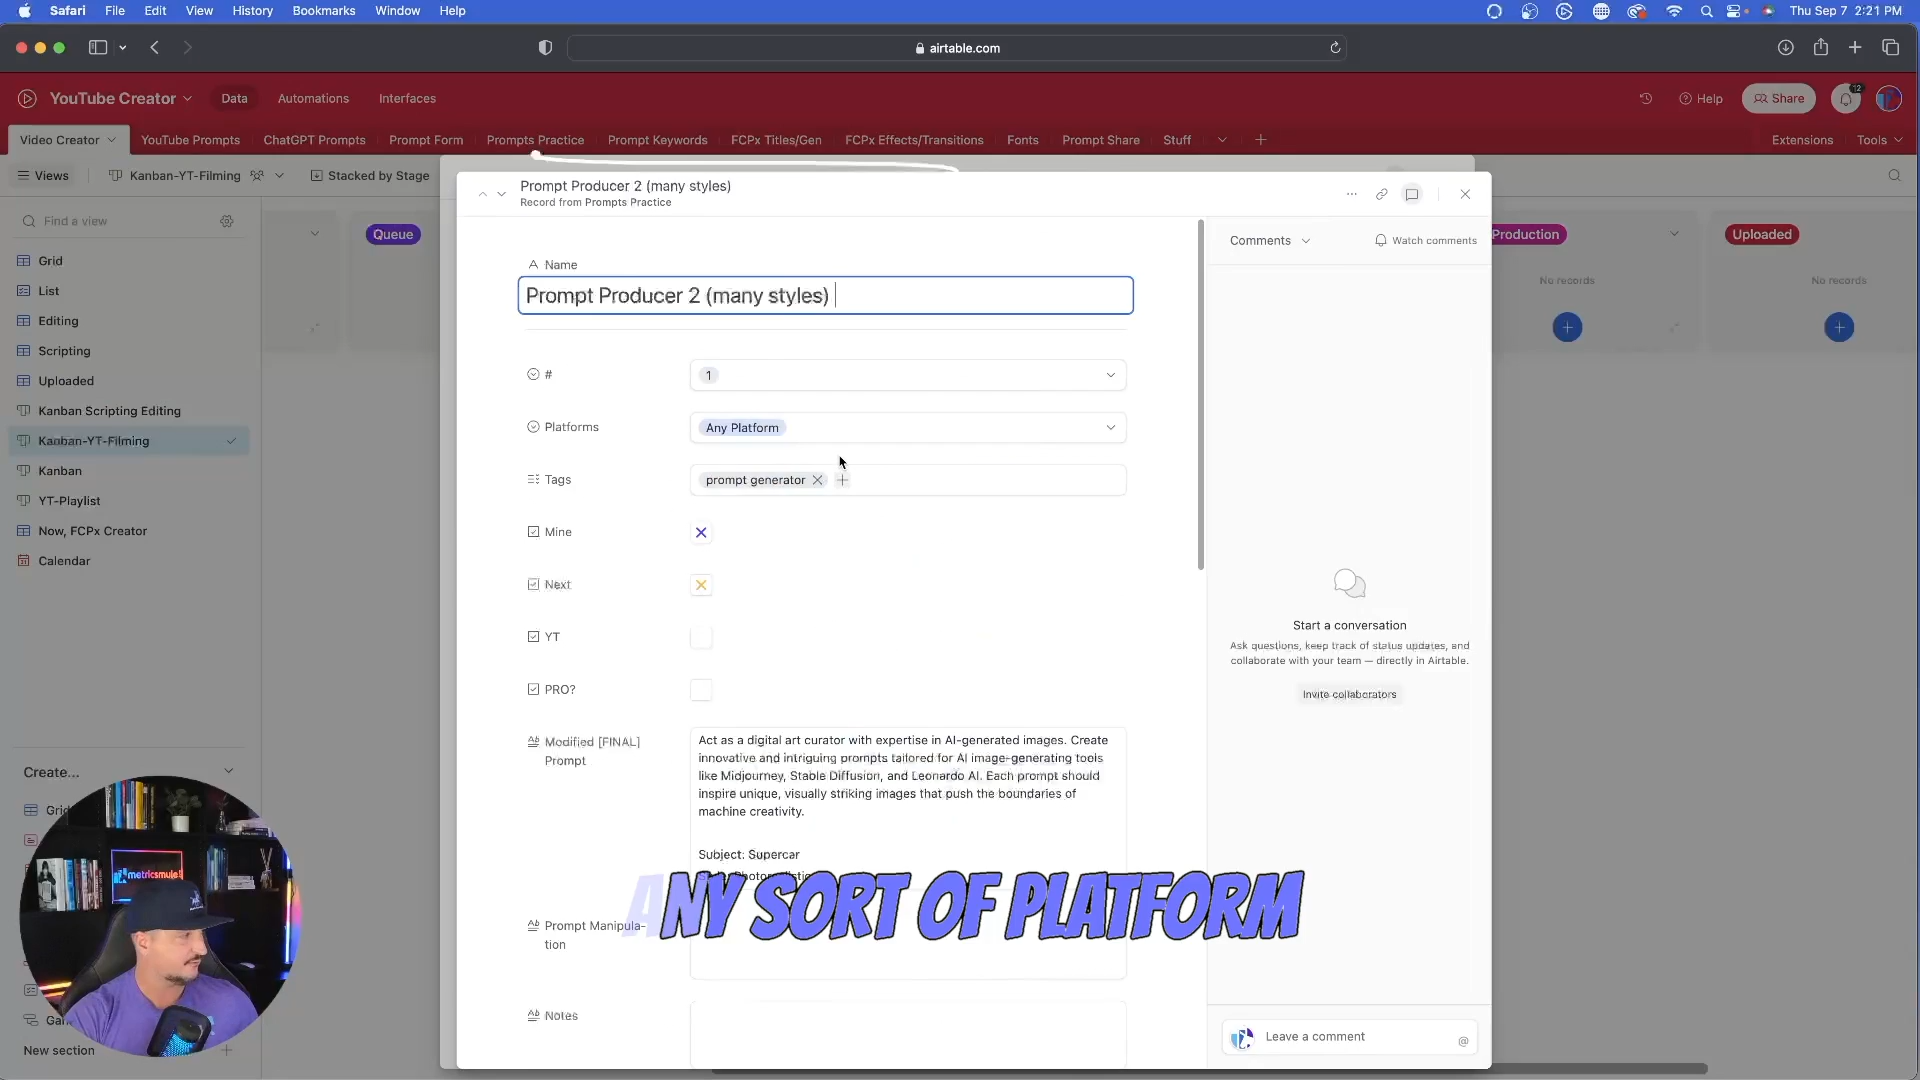 Safari File Edit View History Bookmarks Window Help Thu Sep 7 2:21 PM
airtable.com
YouTube Creator Data Automations Interfaces Help Share 12
Video Creator YouTube Prompts ChatGPT Prompts Prompt Form Prompts Practice Prompt Keywords FCPx Titles/Gen FCPx Effects/Transitions Fonts Prompt Share Stuff Extensions Tools
Views Kanban-YT-Filming Stacked by Stage
Find a view
Grid
List
Editing
Scripting
Uploaded
Kanban Scripting Editing
Kanban-YT-Filming
Kanban
YT-Playlist
Now, FCPx Creator
Calendar
Create...
New section
Queue
Production
No records
Uploaded
No records
Prompt Producer 2 (many styles)
Record from Prompts Practice
Name
Prompt Producer 2 (many styles)
# 1
Platforms Any Platform
Tags prompt generator
Mine
Next
YT
PRO?
Modified [FINAL]
Prompt
Act as a digital art curator with expertise in AI-generated images. Create
innovative and intriguing prompts tailored for AI image-generating tools
like Midjourney, Stable Diffusion, and Leonardo AI. Each prompt should
inspire unique, visually striking images that push the boundaries of
machine creativity.
Subject: Supercar
Prompt Manipula-
tion
Notes
Comments Watch comments
Start a conversation
Ask questions, keep track of status updates, and
collaborate with your team — directly in Airtable.
Invite collaborators
Leave a comment @
metricsmule
ANY SORT OF PLATFORM